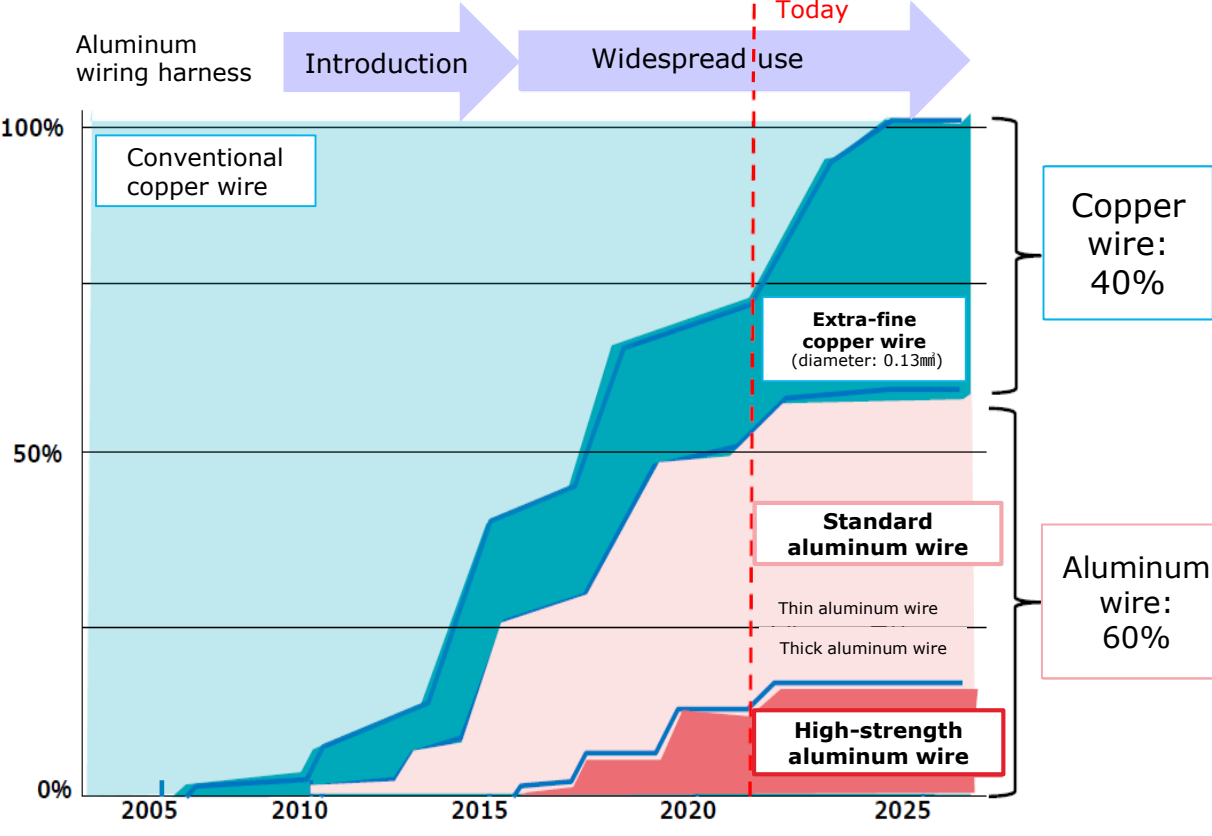 Today
Aluminum
wiring harness
Introduction
Widespread use
100%
50%
0%
Conventional
copper wire
Extra-fine
copper wire
(diameter: 0.13㎟)
Standard
aluminum wire
Thin aluminum wire
Thick aluminum wire
High-strength
aluminum wire
Copper
wire:
40%
Aluminum
wire:
60%
2005
2010
2015
2020
2025